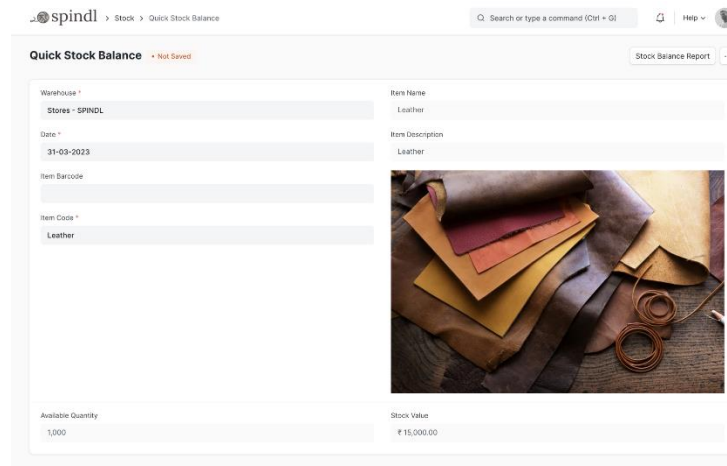 spindl > Stock > Quick Stock Balance
Search or type a command (Ctrl + G)
Help
Quick Stock Balance • Not Saved
Stock Balance Report
Warehouse *
Stores - SPINDL
Item Name
Leather
Date *
31-03-2023
Item Description
Leather
Item Barcode
Item Code *
Leather
Available Quantity
1,000
Stock Value
₹ 15,000.00